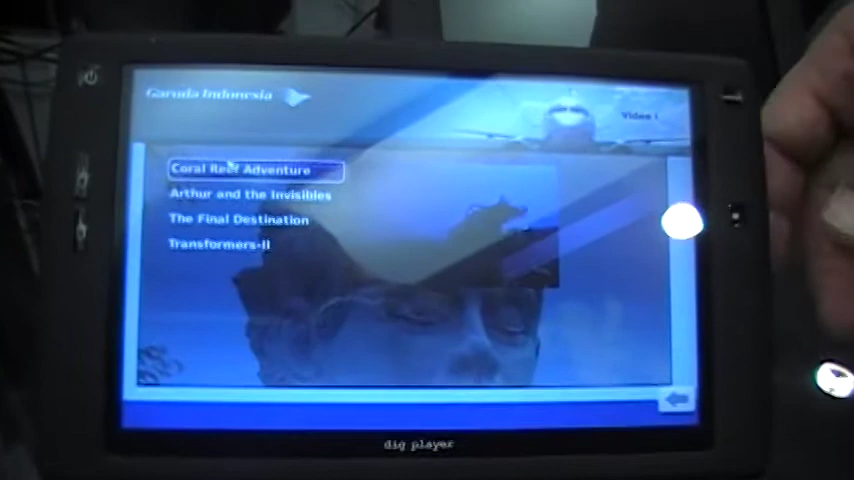 Garuda Indonesia
Video
Coral Reef Adventure
Arthur and the Invisibles
The Final Destination
Transformers-II
dig player